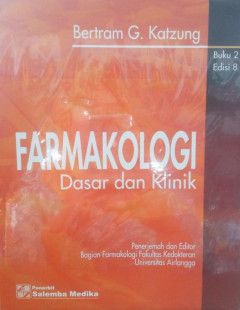 Bertram G. Katzung
Buku 2
Edisi 8
FARMAKOLOGI
Dasar dan Klinik
Penerjemah dan Editor
Bagian Farmakologi Fakultas Kedokteran
Universitas Airlangga
Penerbit
Salemba Medika